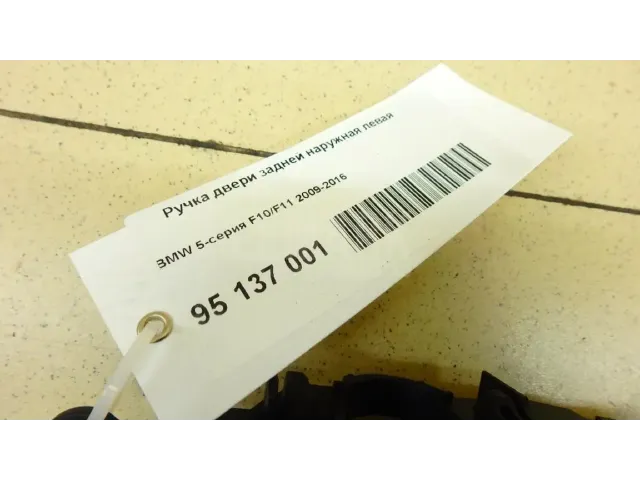 Ручка двери задней наружная левая
BMW 5-серия F10/F11 2009-2016
95 137 001